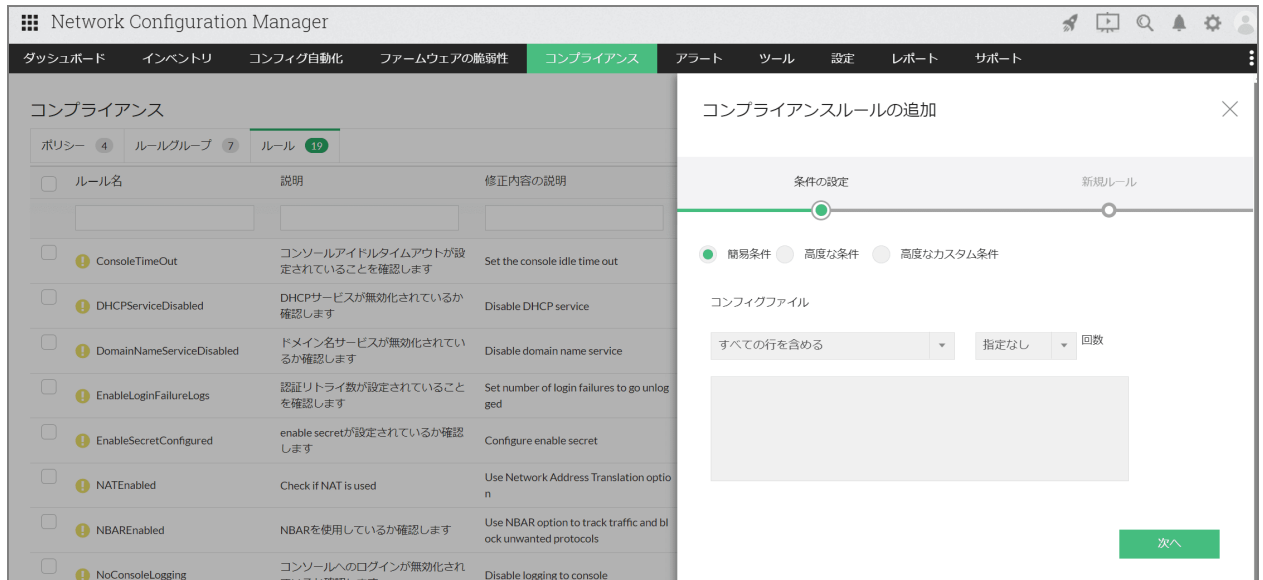 Network Configuration Manager
ダッシュボード インベントリ コンフィグ自動化 ファームウェアの脆弱性 コンプライアンス アラート ツール 設定 レポート サポート
コンプライアンス
ポリシー 4 ルールグループ 7 ルール 19
ルール名 説明 修正内容の説明
ConsoleTimeOut
コンソールアイドルタイムアウトが設
定されていることを確認します
Set the console idle time out
DHCPServiceDisabled
DHCPサービスが無効化されているか
確認します
Disable DHCP service
DomainNameServiceDisabled
ドメイン名サービスが無効化されてい
るか確認します
Disable domain name service
EnableLoginFailureLogs
認証リトライ数が設定されていること
を確認します
Set number of login failures to go unlog
ged
EnableSecretConfigured
enable secretが設定されているか確認
します
Configure enable secret
NATEnabled
Check if NAT is used
Use Network Address Translation optio
n
NBAREnabled
NBARを使用しているか確認します
Use NBAR option to track traffic and bl
ock unwanted protocols
NoConsoleLogging
コンソールへのログインが無効化され
Disable logging to console
コンプライアンスルールの追加
条件の設定 新規ルール
簡易条件 高度な条件 高度なカスタム条件
コンフィグファイル
すべての行を含める 指定なし 回数
次へ